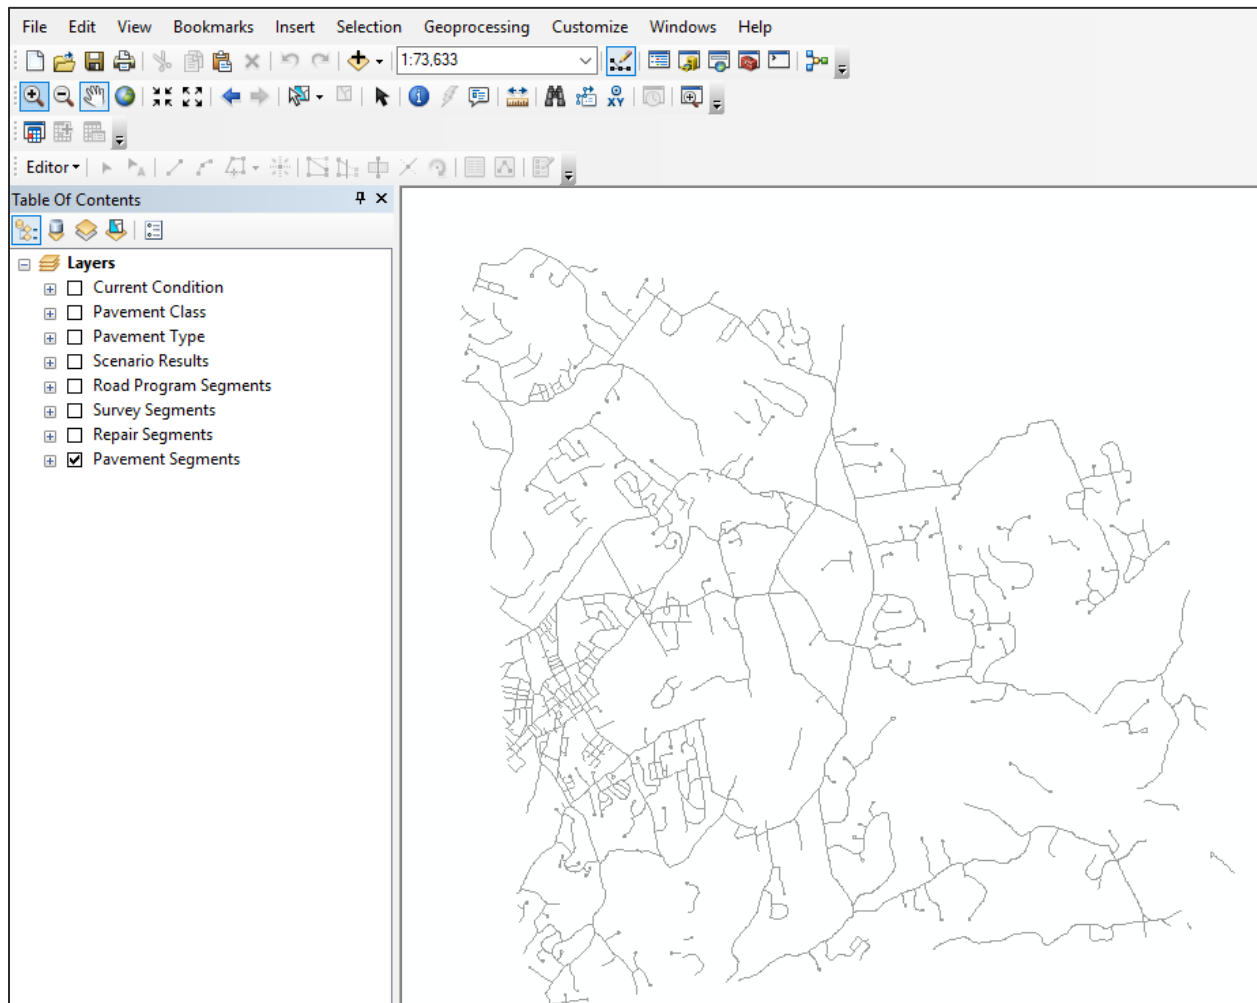 File Edit View Bookmarks Insert Selection Geoprocessing Customize Windows Help
1:73,633
XY
Editor
Table Of Contents
Layers
Current Condition
Pavement Class
Pavement Type
Scenario Results
Road Program Segments
Survey Segments
Repair Segments
Pavement Segments